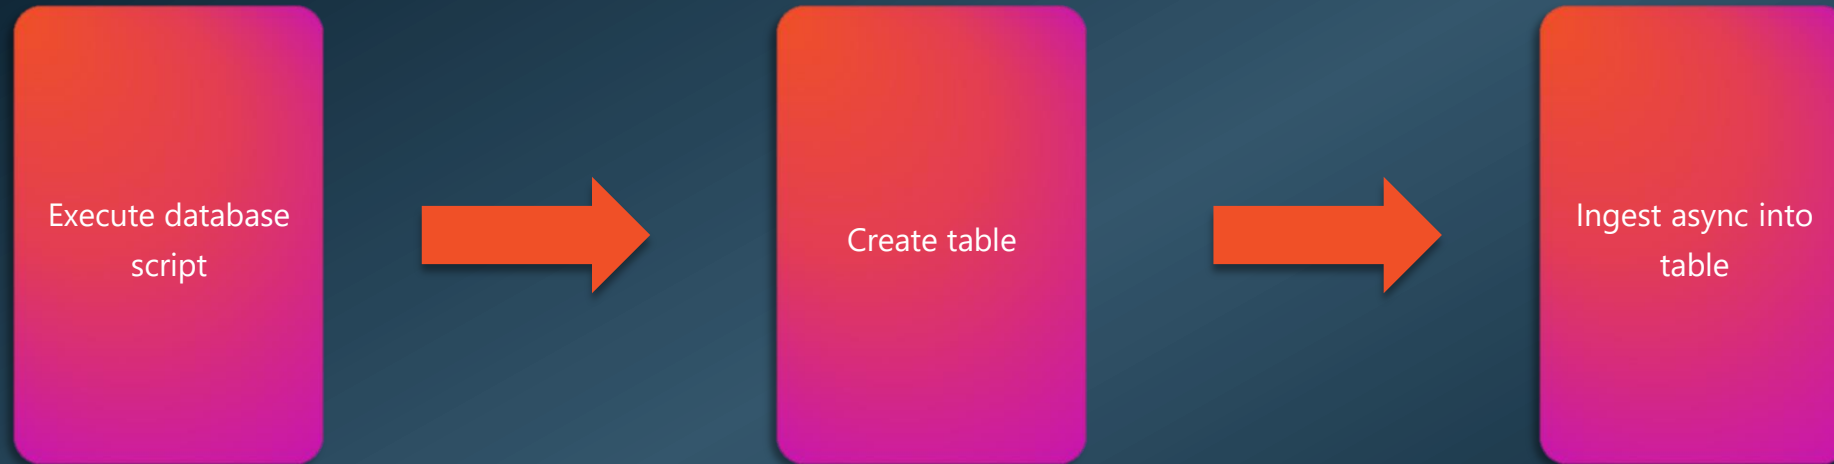 Execute database
script
Create table
Ingest async into
table